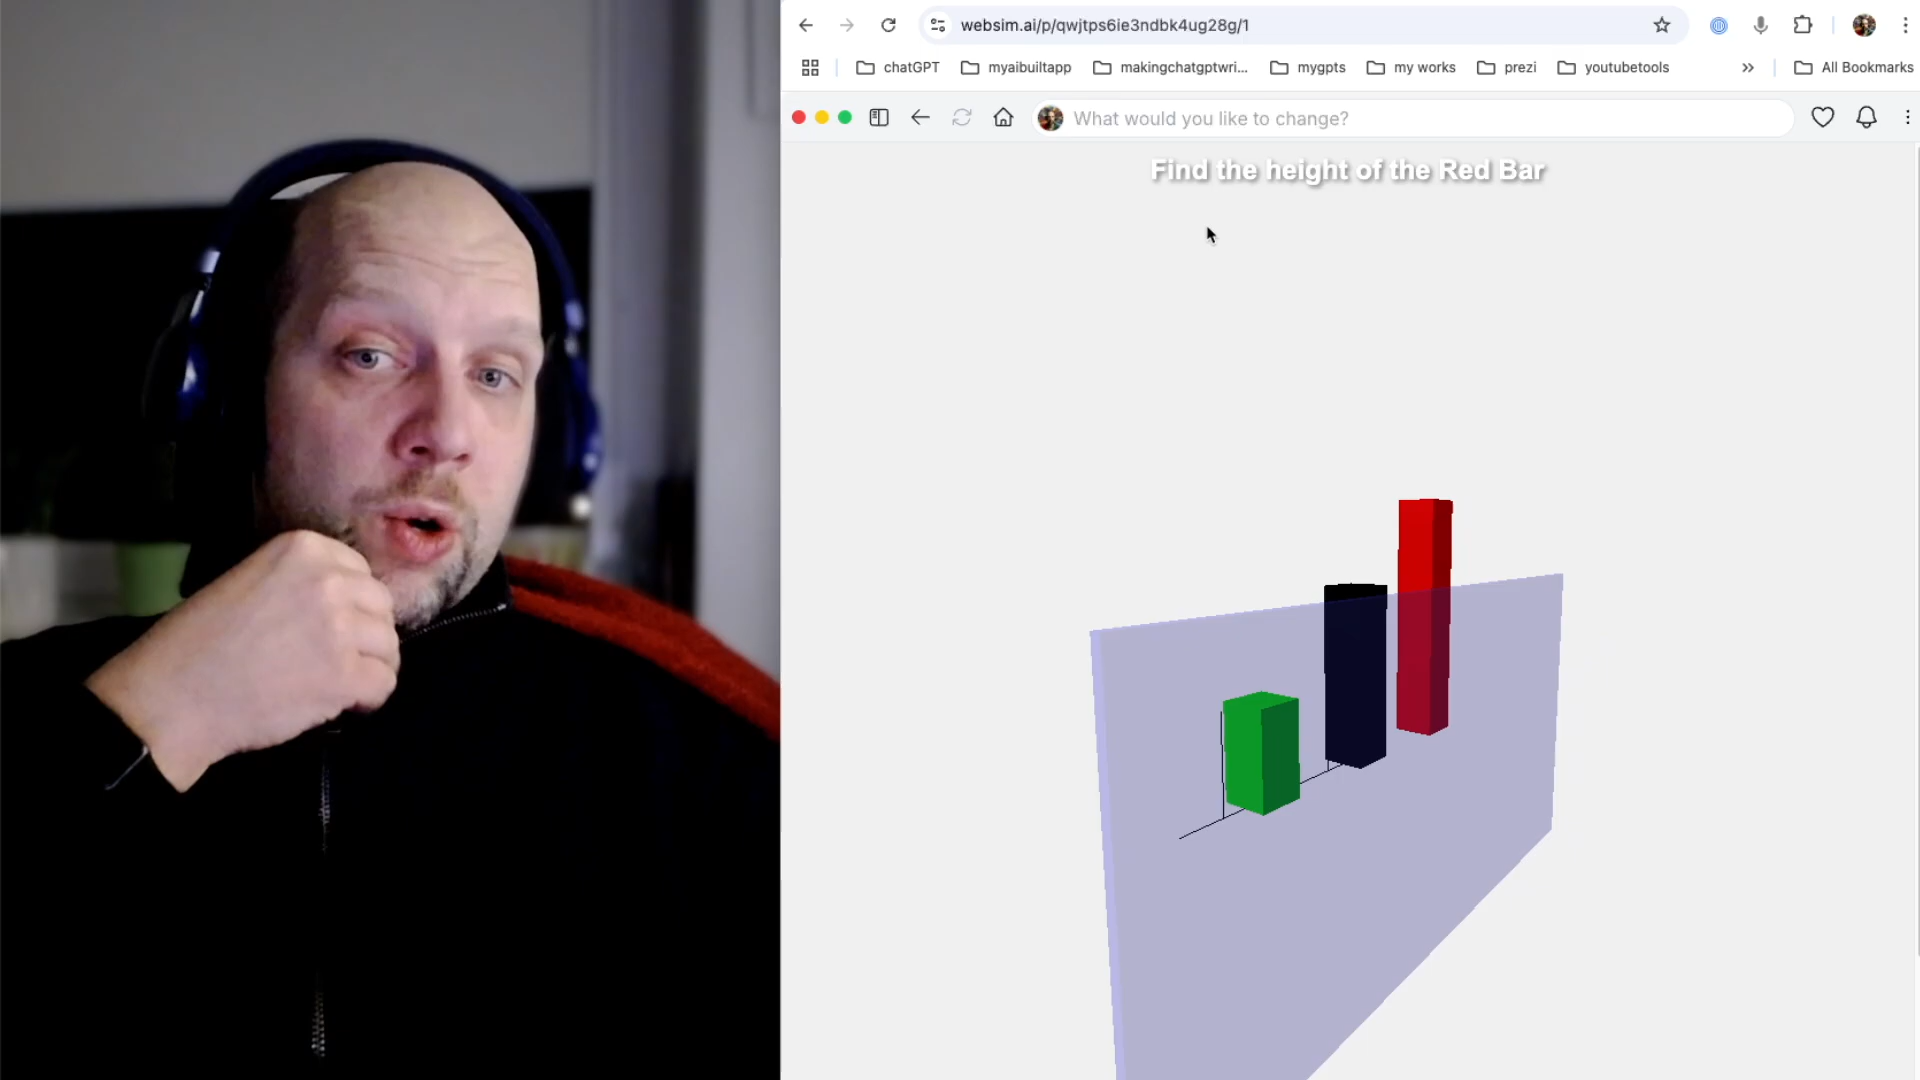 websim.ai/p/qwjtps6ie3ndbk4ug28g/1
chatGPT myaibuiltapp makingchatgptwri... mygpts my works prezi youtubetools » All Bookmarks
What would you like to change?
Find the height of the Red Bar